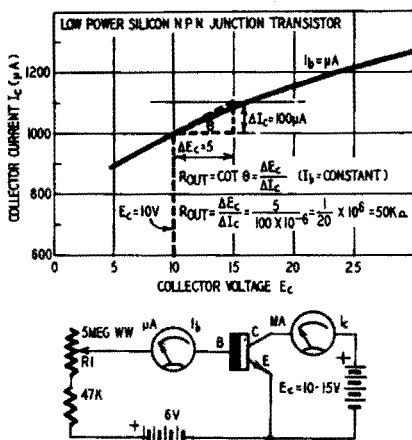 LOW POWER SILICON N P N JUNCTION TRANSISTOR
COLLECTOR CURRENT Ic (μA)
1200
1000
800
600
Ib=μA
θ
ΔIc=100μA
ΔEc=5
ROUT=COT θ= ΔEc/ΔIc (Ib=CONSTANT)
Ec=10V
ROUT= ΔEc/ΔIc = 5/100 X10-6 = 1/20 X 106 = 50KΩ
0 5 10 15 20 25
COLLECTOR VOLTAGE Ec
5MEG WW
R1
47K
μA
Ib
B
C
E
MA
Ic
+
Ec=10-15V
+
6V